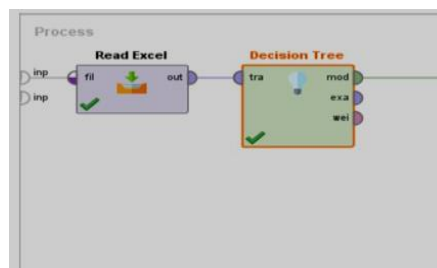 Process
Read Excel
Decision Tree
inp
fil
out
tra
mod
inp
exa
wei